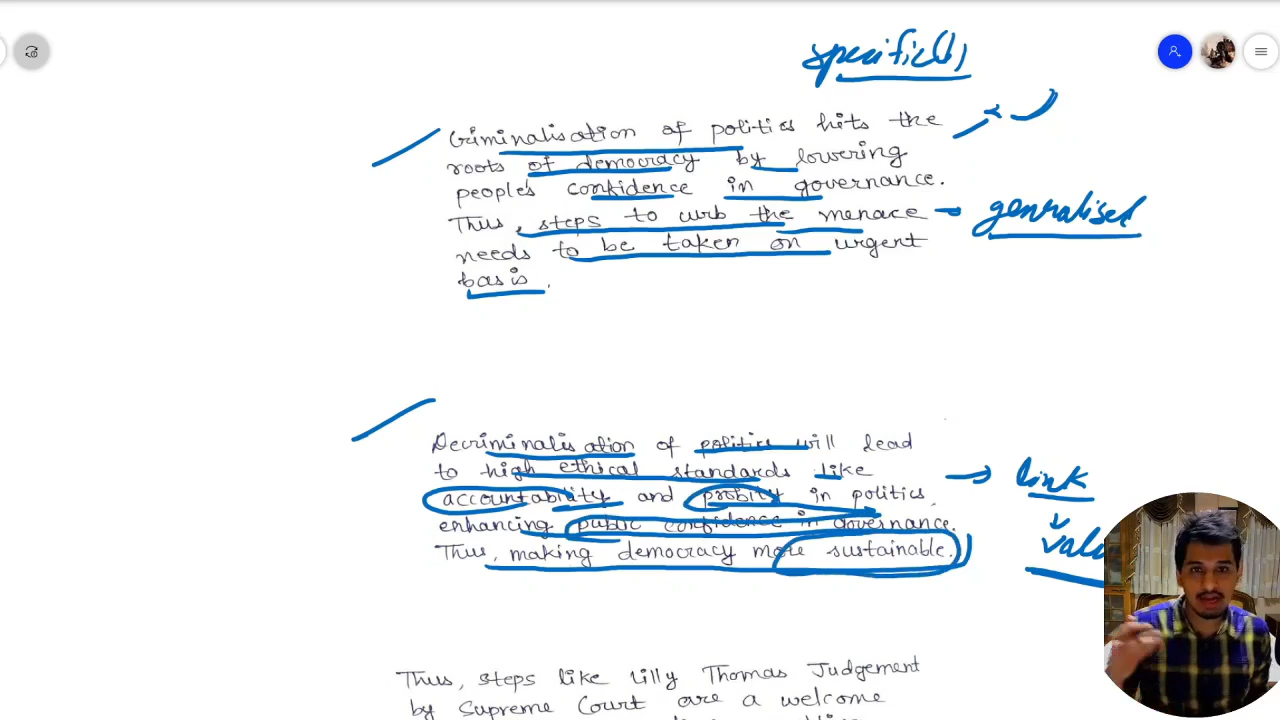 specifield
Criminalisation of politics hits the
roots of democracy by lowering
people's confidence in governance.
Thus, steps to curb the menace
genralised
needs to be taken on urgent
basis.
Decriminalisation of politics will lead
to high ethical standards like
link
accountability and probity in politics,
enhancing public confidence in governance.
Thus, making democracy more sustainable.
Thus, steps like Lilly Thomas Judgement
by Supreme Court are a welcome